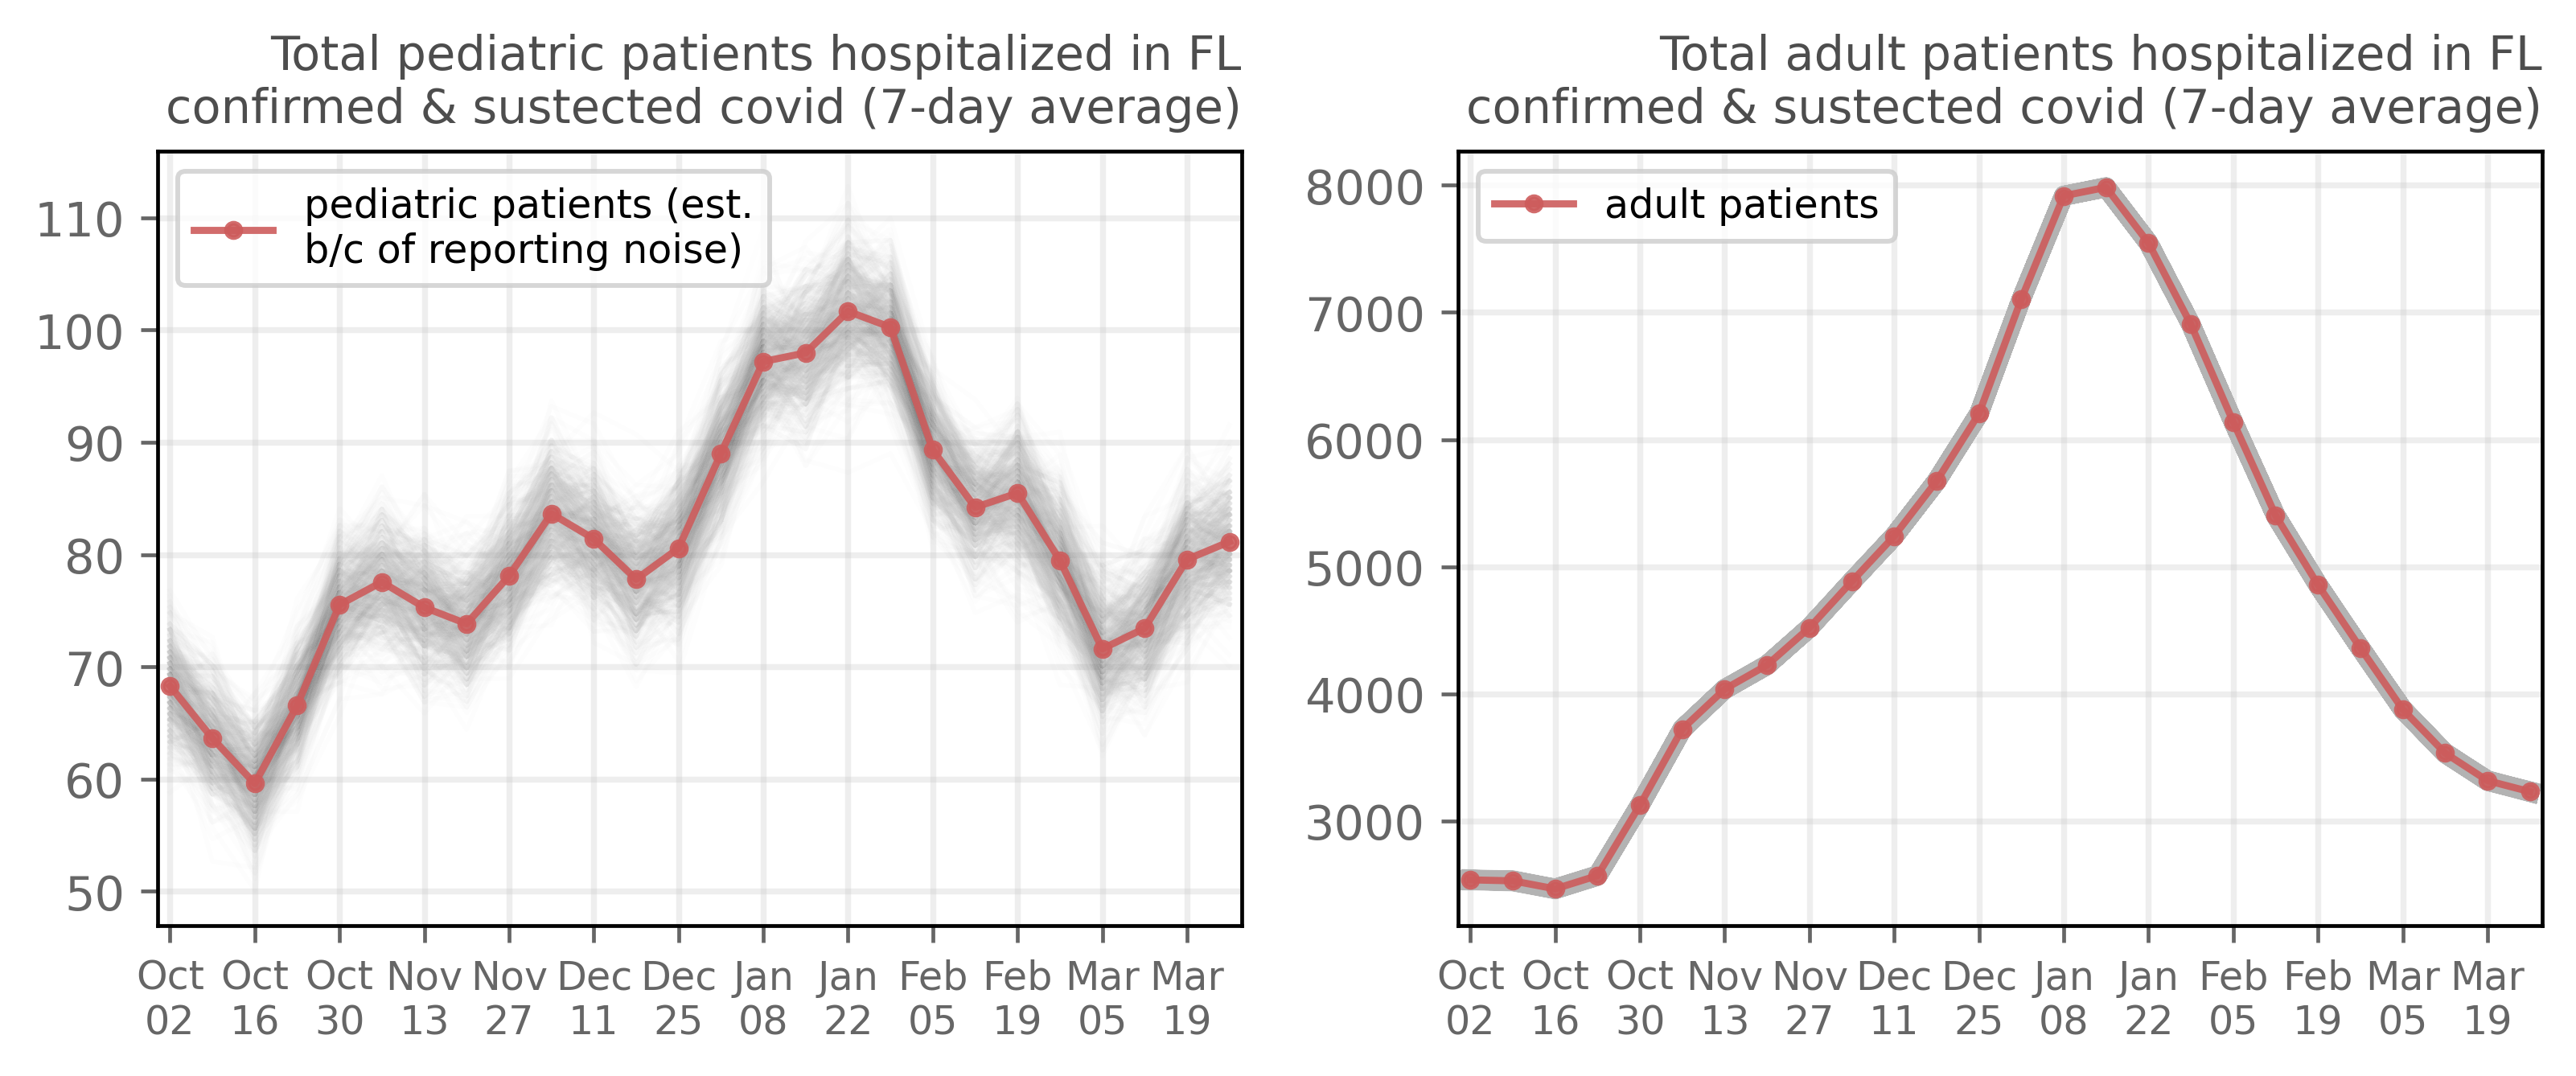 Total pediatric patients hospitalized in FL
confirmed & sustected covid (7-day average)
pediatric patients (est.
b/c of reporting noise)
110
100
90
80
70
60
50
Oct Oct Oct Nov Nov Dec Dec Jan Jan Feb Feb Mar Mar
02 16 30 13 27 11 25 08 22 05 19 05 19
Total adult patients hospitalized in FL
confirmed & sustected covid (7-day average)
adult patients
8000
7000
6000
5000
4000
3000
Oct Oct Oct Nov Nov Dec Dec Jan Jan Feb Feb Mar Mar
02 16 30 13 27 11 25 08 22 05 19 05 19